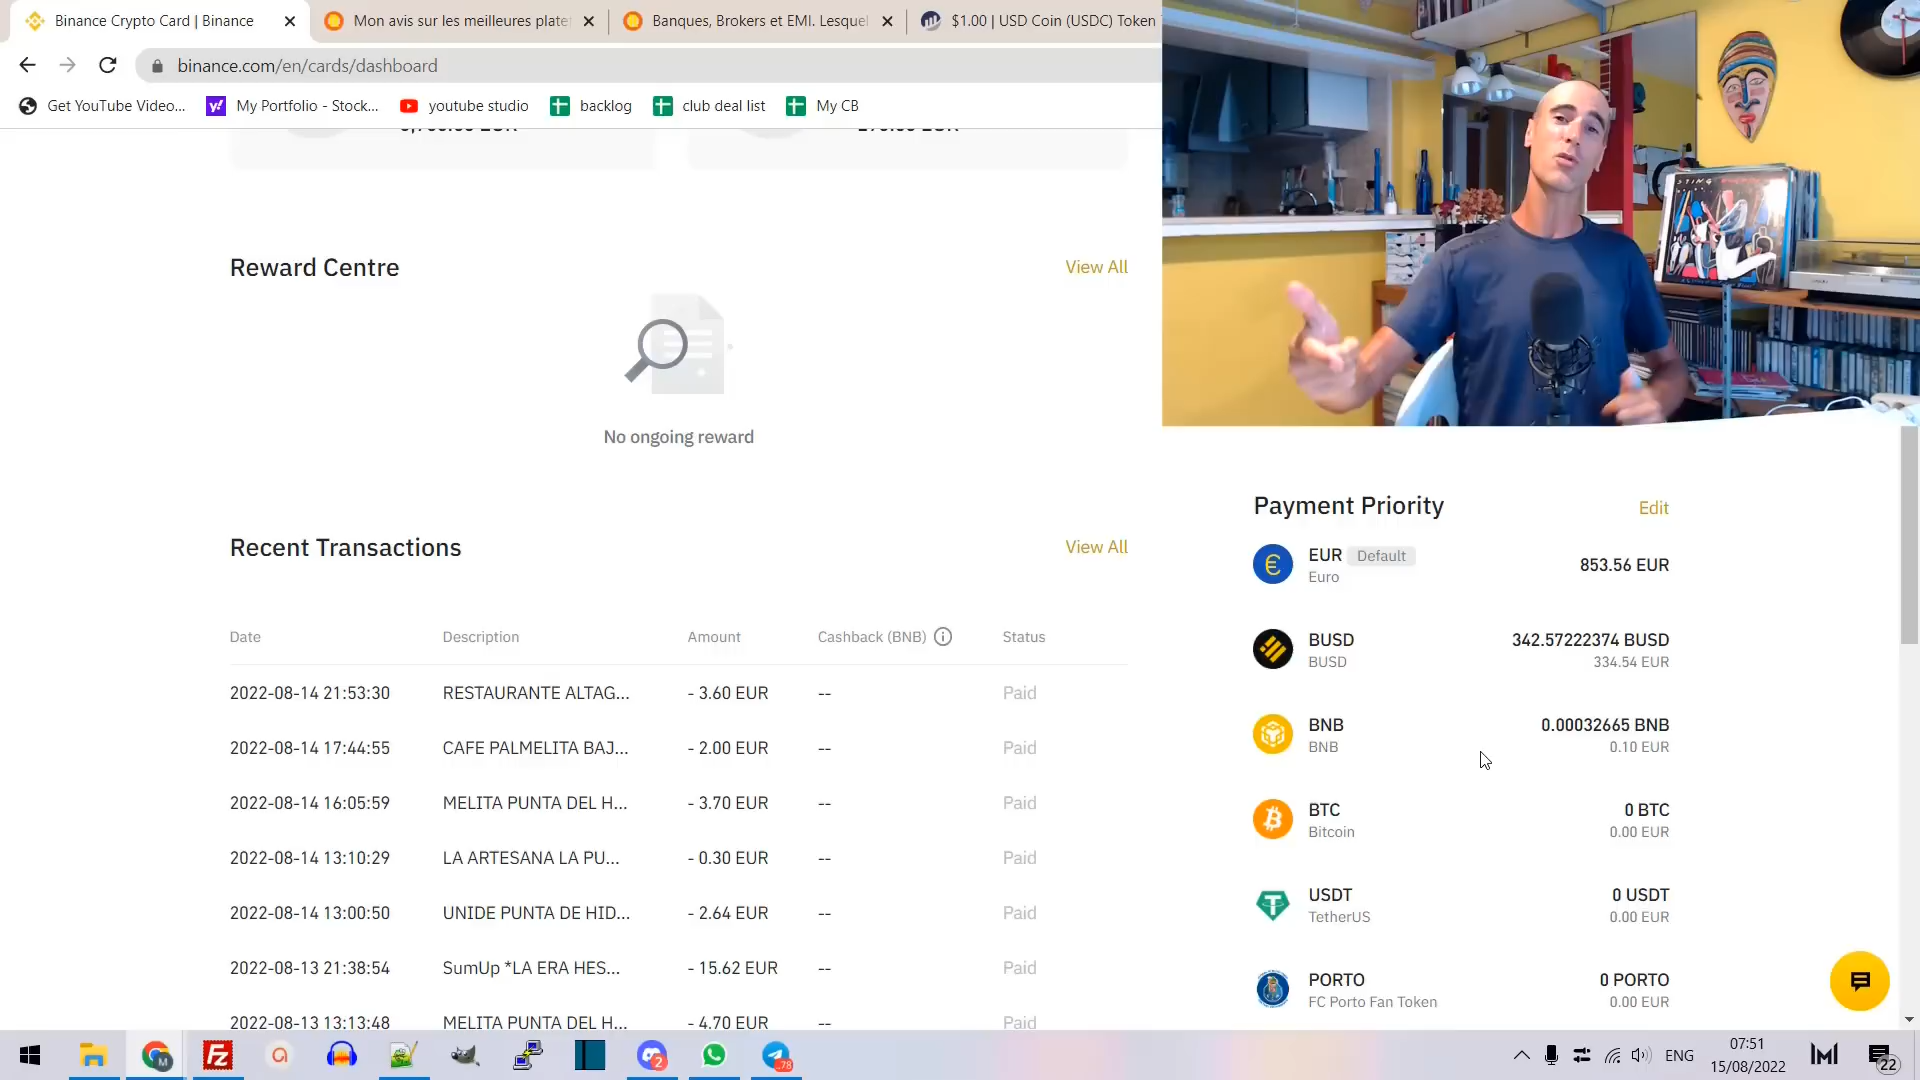 Binance Crypto Card | Binance
Mon avis sur les meilleures plate
Banques, Brokers et EMI. Lesquel
$1.00 | USD Coin (USDC) Token
binance.com/en/cards/dashboard
Get YouTube Video...
My Portfolio - Stock...
youtube studio
backlog
club deal list
My CB
STING
Reward Centre
View All
No ongoing reward
Recent Transactions
View All
Date Description Amount Cashback (BNB) Status
2022-08-14 21:53:30 RESTAURANTE ALTAG... - 3.60 EUR -- Paid
2022-08-14 17:44:55 CAFE PALMELITA BAJ... - 2.00 EUR -- Paid
2022-08-14 16:05:59 MELITA PUNTA DEL H... - 3.70 EUR -- Paid
2022-08-14 13:10:29 LA ARTESANA LA PU... - 0.30 EUR -- Paid
2022-08-14 13:00:50 UNIDE PUNTA DE HID... - 2.64 EUR -- Paid
2022-08-13 21:38:54 SumUp *LA ERA HES... - 15.62 EUR -- Paid
2022-08-13 13:13:48 MELITA PUNTA DEL H... - 4.70 EUR -- Paid
Payment Priority
Edit
EUR Default
Euro
853.56 EUR
BUSD
BUSD
342.57222374 BUSD
334.54 EUR
BNB
BNB
0.00032665 BNB
0.10 EUR
BTC
Bitcoin
0 BTC
0.00 EUR
USDT
TetherUS
0 USDT
0.00 EUR
PORTO
FC Porto Fan Token
0 PORTO
0.00 EUR
2
78
ENG
07:51
15/08/2022
22